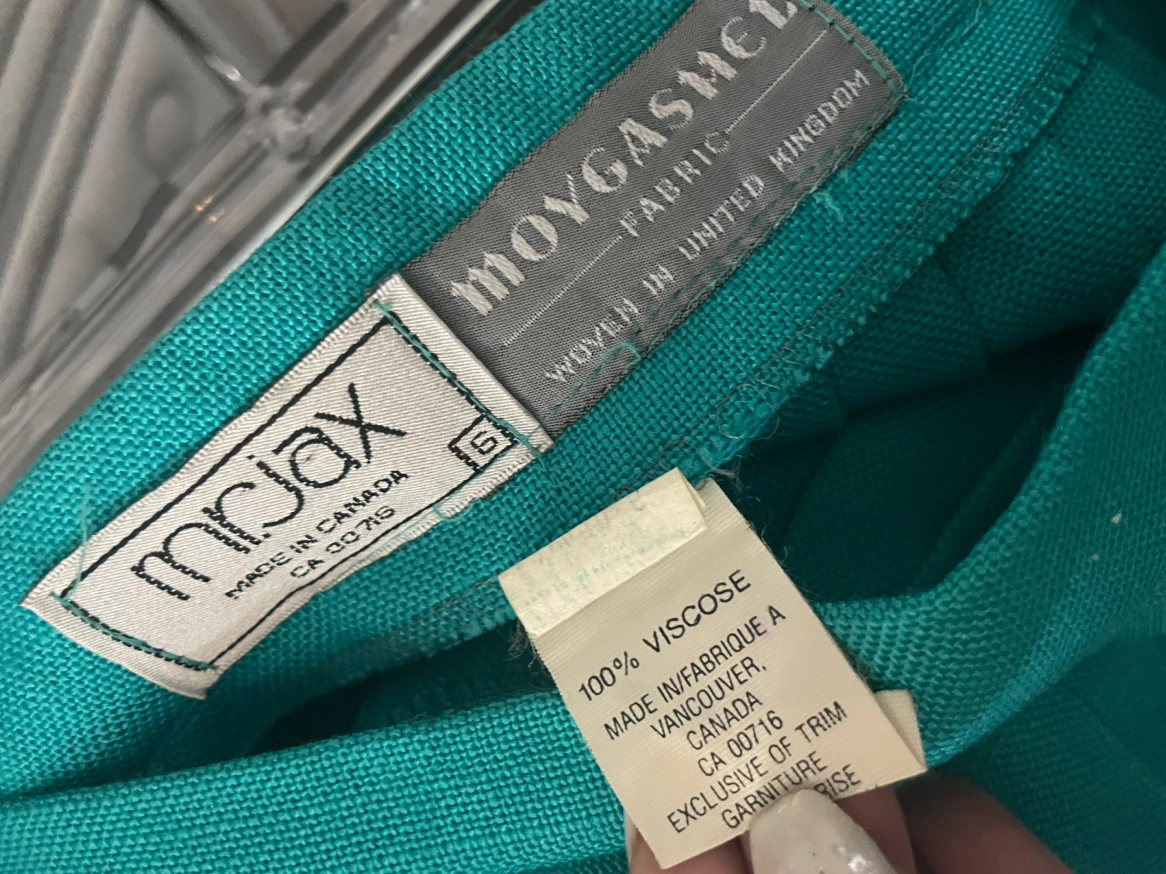 MOYGASHEL
FABRIC
WOVEN IN UNITED KINGDOM
mr.jax
6
MADE IN CANADA
CA 00716
100% VISCOSE
MADE IN/FABRIQUE A
VANCOUVER,
CANADA
CA 00716
EXCLUSIVE OF TRIM
GARNITURE